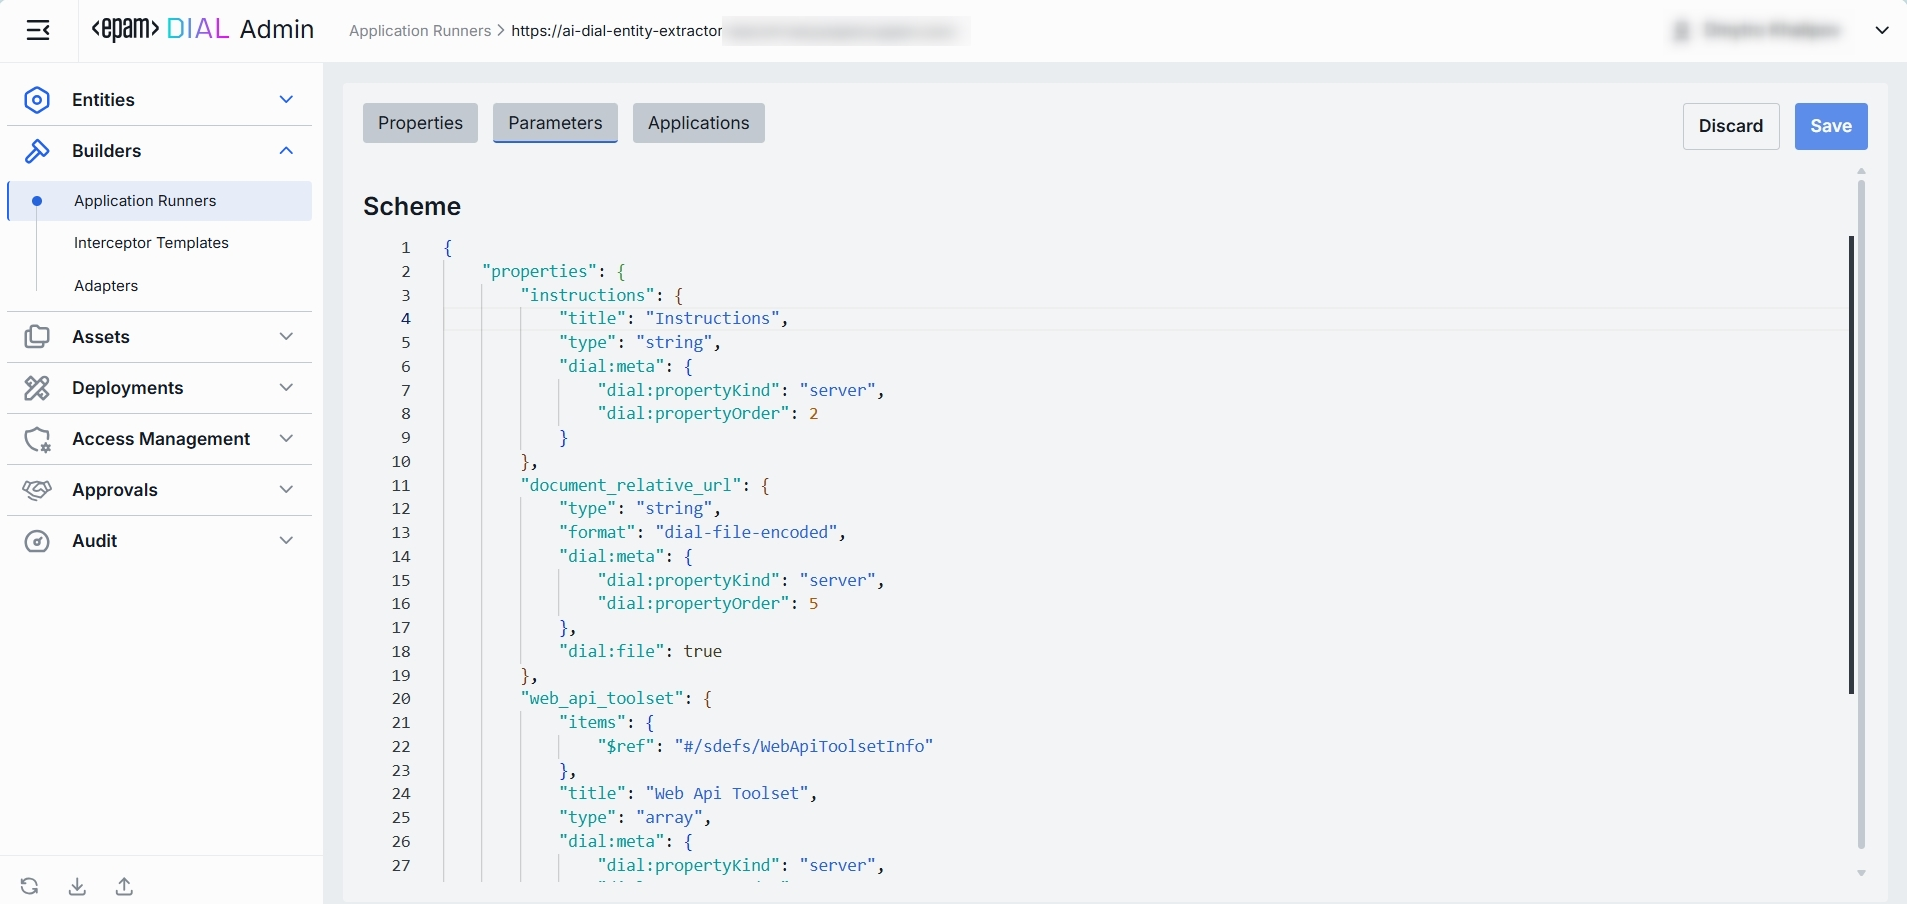 <epam> DIAL Admin
Application Runners > https://ai-dial-entity-extractor
Entities
Builders
Application Runners
Interceptor Templates
Adapters
Assets
Deployments
Access Management
Approvals
Audit
Properties Parameters Applications
Discard Save
Scheme
1 {
2 "properties": {
3 "instructions": {
4 "title": "Instructions",
5 "type": "string",
6 "dial:meta": {
7 "dial:propertyKind": "server",
8 "dial:propertyOrder": 2
9 }
10 },
11 "document_relative_url": {
12 "type": "string",
13 "format": "dial-file-encoded",
14 "dial:meta": {
15 "dial:propertyKind": "server",
16 "dial:propertyOrder": 5
17 },
18 "dial:file": true
19 },
20 "web_api_toolset": {
21 "items": {
22 "$ref": "#/sdefs/WebApiToolsetInfo"
23 },
24 "title": "Web Api Toolset",
25 "type": "array",
26 "dial:meta": {
27 "dial:propertyKind": "server",